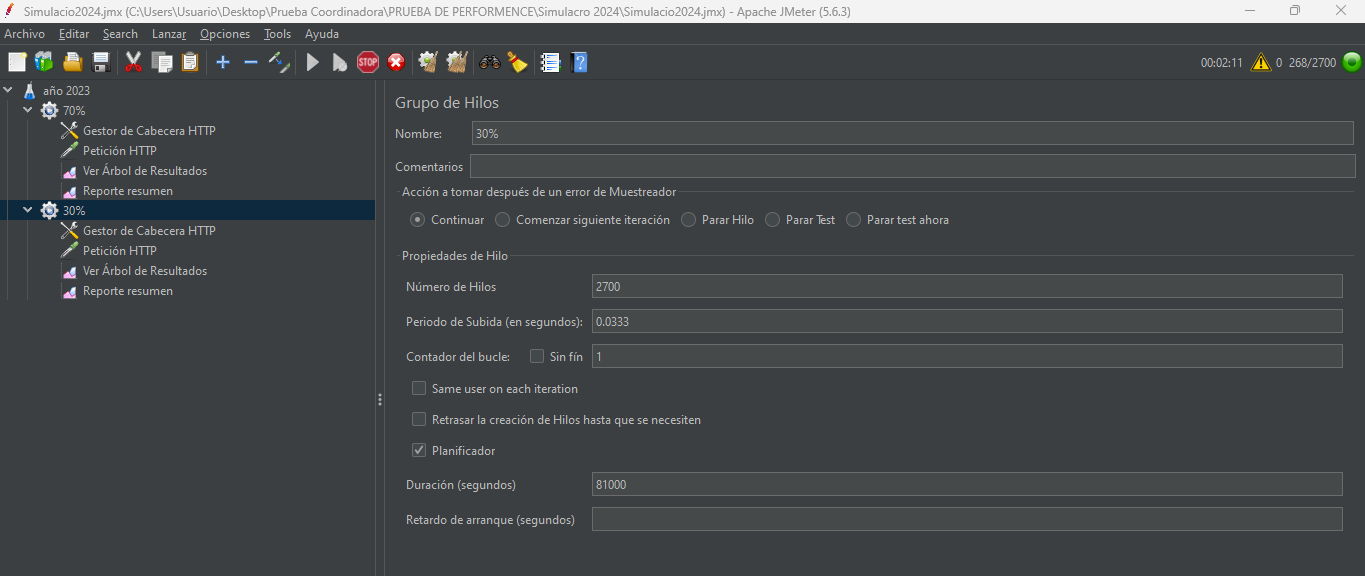 Simulacio2024.jmx (C:\Users\Usuario\Desktop\Prueba Coordinadora\PRUEBA DE PERFORMENCE\Simulacro 2024\Simulacio2024.jmx) - Apache JMeter (5.6.3)
Archivo Editar Search Lanzar Opciones Tools Ayuda
STOP 00:02:11 0 268/2700
año 2023
70%
Gestor de Cabecera HTTP
Petición HTTP
Ver Árbol de Resultados
Reporte resumen
30%
Gestor de Cabecera HTTP
Petición HTTP
Ver Árbol de Resultados
Reporte resumen
Grupo de Hilos
Nombre: 30%
Comentarios
Acción a tomar después de un error de Muestreador
Continuar Comenzar siguiente iteración Parar Hilo Parar Test Parar test ahora
Propiedades de Hilo
Número de Hilos 2700
Periodo de Subida (en segundos): 0.0333
Contador del bucle: Sin fín 1
Same user on each iteration
Retrasar la creación de Hilos hasta que se necesiten
Planificador
Duración (segundos) 81000
Retardo de arranque (segundos)